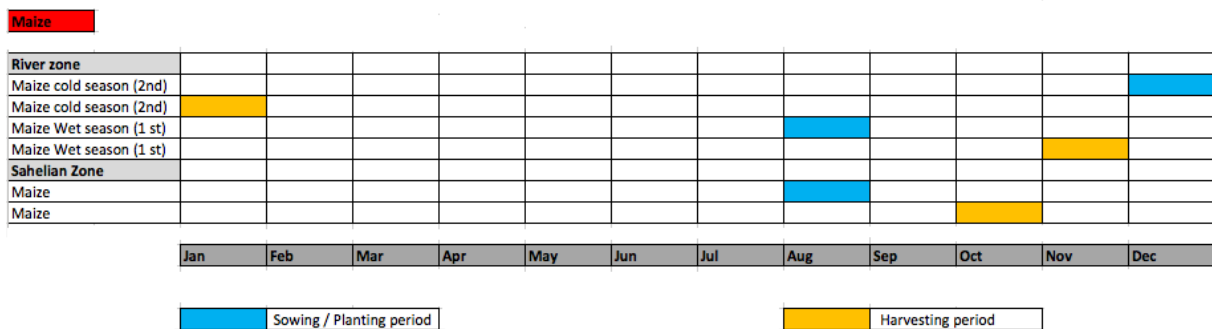 Maize
River zone
Maize cold season (2nd)
Maize cold season (2nd)
Maize Wet season (1 st)
Maize Wet season (1 st)
Sahelian Zone
Maize
Maize
Jan Feb Mar Apr May Jun Jul Aug Sep Oct Nov Dec
Sowing / Planting period Harvesting period